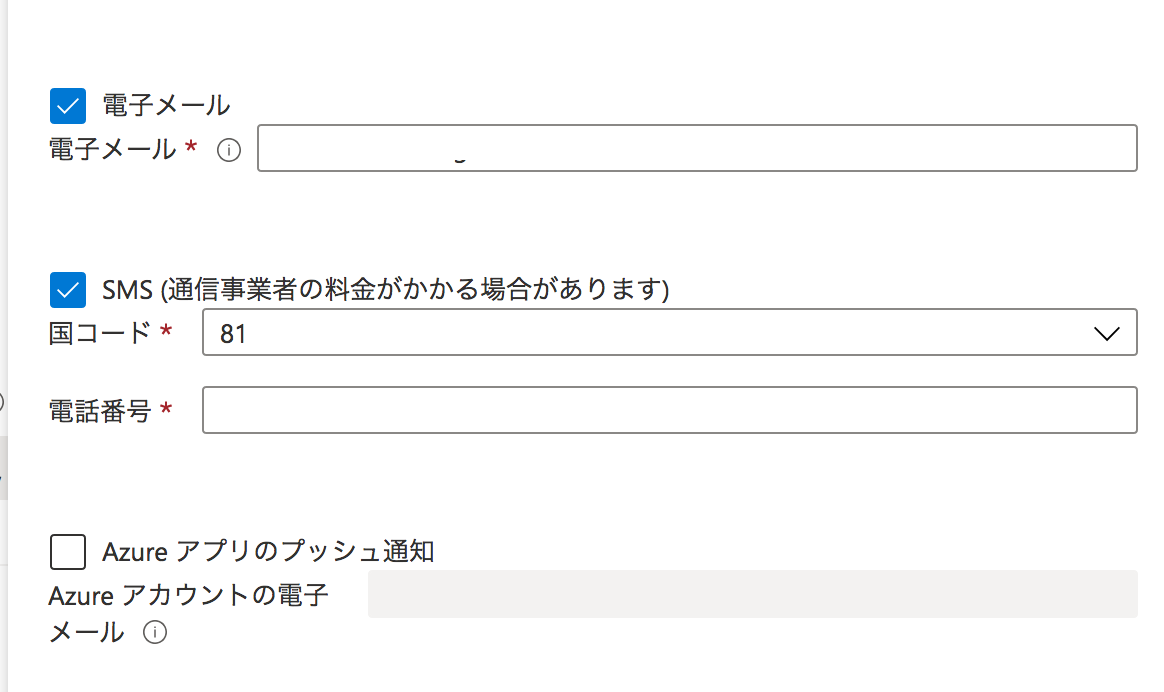 電子メール
電子メール *
SMS (通信事業者の料金がかかる場合があります)
国コード * 81
電話番号 *
Azure アプリのプッシュ通知
Azure アカウントの電子
メール